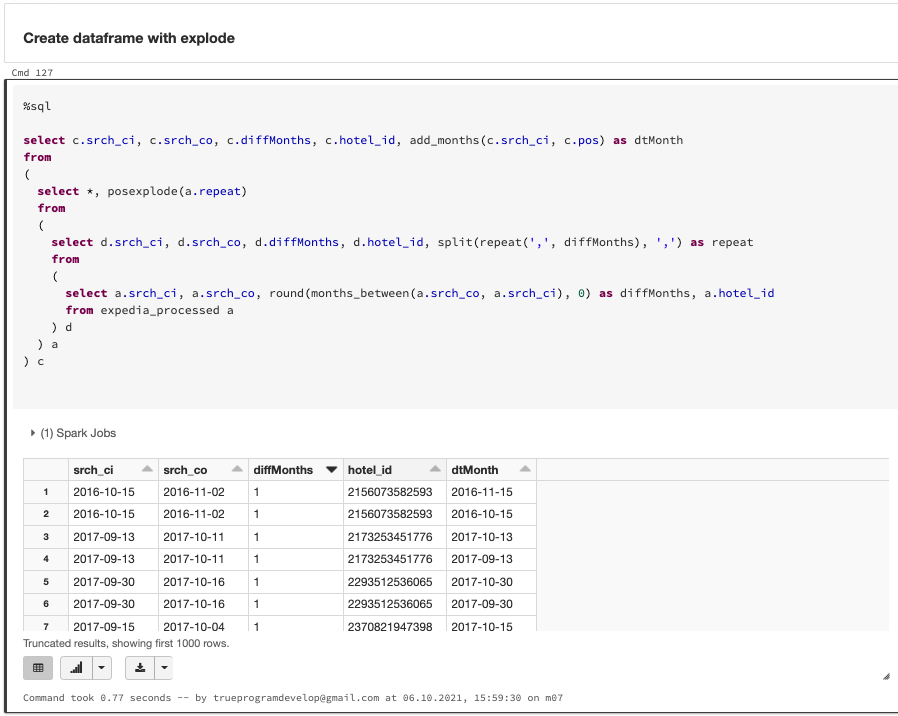 Create dataframe with explode
Cmd 127
%sql
select c.srch_ci, c.srch_co, c.diffMonths, c.hotel_id, add_months(c.srch_ci, c.pos) as dtMonth
from
(
select *, posexplode(a.repeat)
from
(
select d.srch_ci, d.srch_co, d.diffMonths, d.hotel_id, split(repeat(',', diffMonths), ',') as repeat
from
(
select a.srch_ci, a.srch_co, round(months_between(a.srch_co, a.srch_ci), 0) as diffMonths, a.hotel_id
from expedia_processed a
) d
) a
) c
(1) Spark Jobs
srch_ci srch_co diffMonths hotel_id dtMonth
1 2016-10-15 2016-11-02 1 2156073582593 2016-11-15
2 2016-10-15 2016-11-02 1 2156073582593 2016-10-15
3 2017-09-13 2017-10-11 1 2173253451776 2017-10-13
4 2017-09-13 2017-10-11 1 2173253451776 2017-09-13
5 2017-09-30 2017-10-16 1 2293512536065 2017-10-30
6 2017-09-30 2017-10-16 1 2293512536065 2017-09-30
7 2017-09-15 2017-10-04 1 2370821947398 2017-10-15
Truncated results, showing first 1000 rows.
Command took 0.77 seconds -- by trueprogramdevelop@gmail.com at 06.10.2021, 15:59:30 on m07